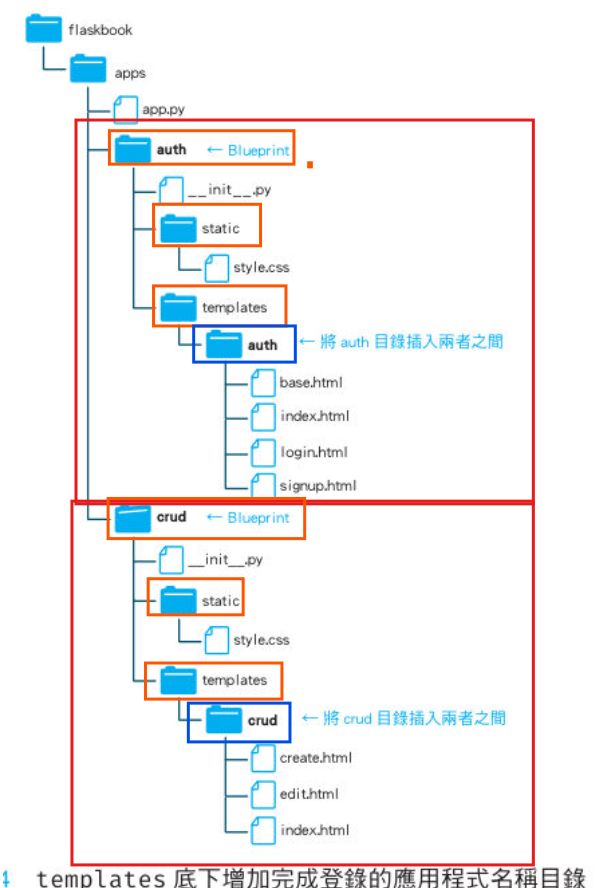 flaskbook
apps
app.py
auth ← Blueprint
__init__.py
static
style.css
templates
auth ← 將 auth 目錄插入兩者之間
base.html
index.html
login.html
signup.html
crud ← Blueprint
__init__.py
static
style.css
templates
crud ← 將 crud 目錄插入兩者之間
create.html
edit.html
index.html
4 templates 底下增加完成登錄的應用程式名稱目錄